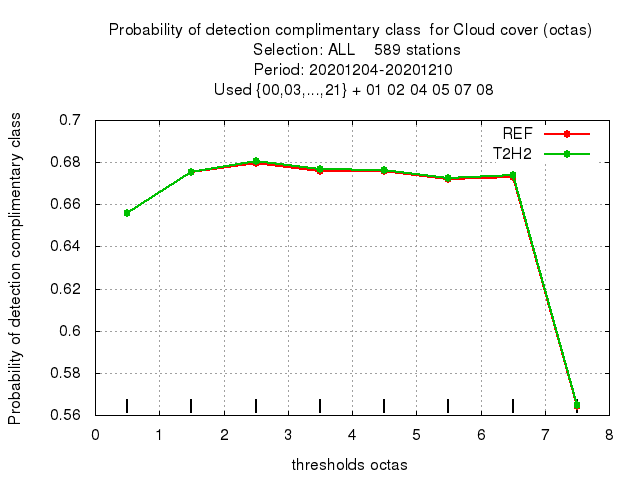 Probability of detection complimentary class  for Cloud cover (octas)
Selection: ALL    589 stations
Period: 20201204-20201210
Used {00,03,...,21} + 01 02 04 05 07 08
Probability of detection complimentary class
0.7
0.68
0.66
0.64
0.62
0.6
0.58
0.56
REF
T2H2
0 1 2 3 4 5 6 7 8
thresholds octas